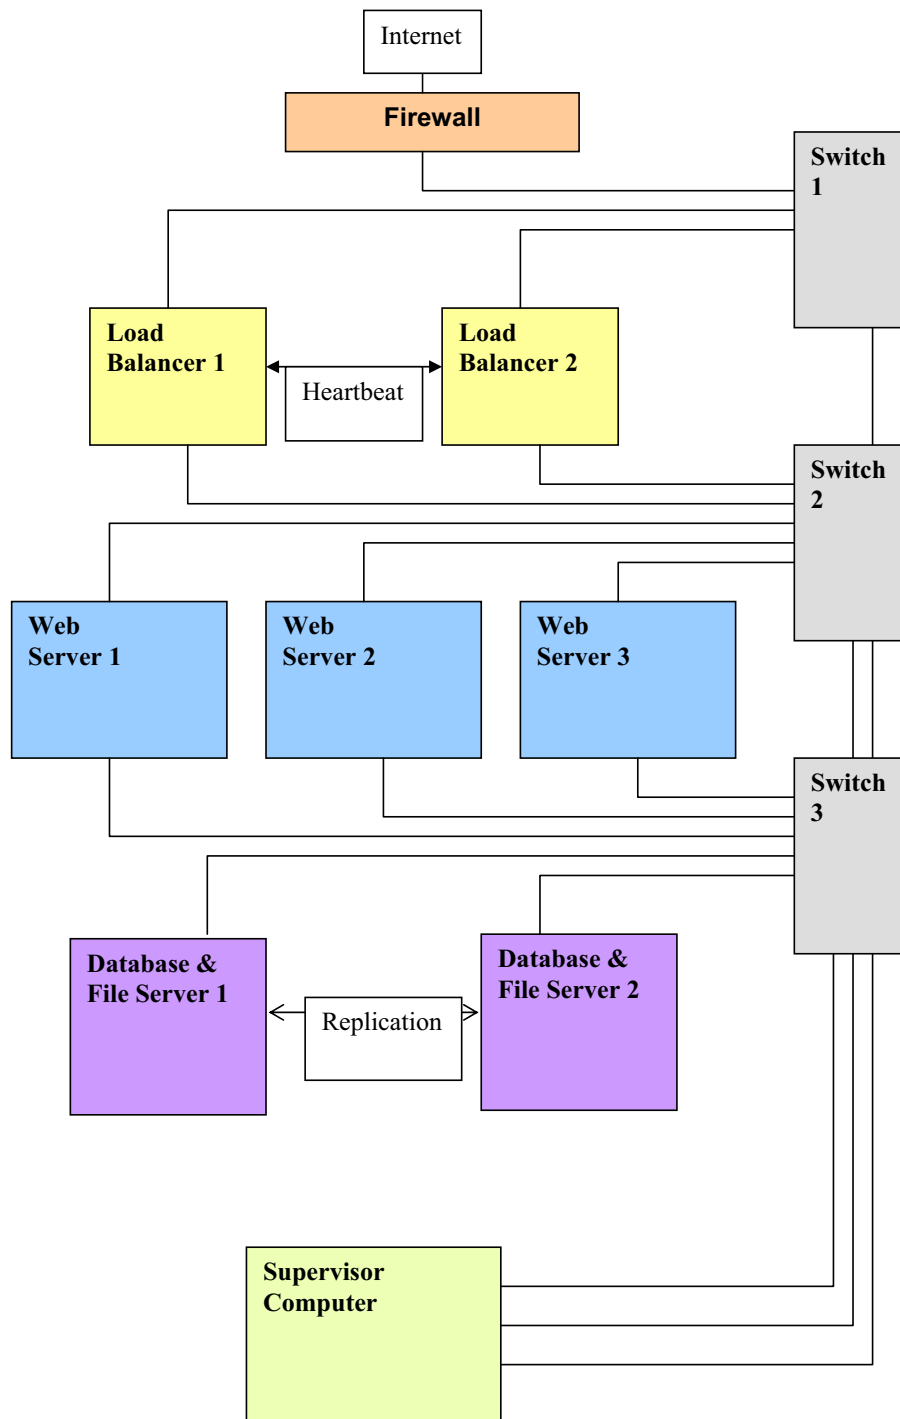 Internet
Firewall
Switch
1
Load
Balancer 1
Load
Balancer 2
Heartbeat
Switch
2
Web
Server 1
Web
Server 2
Web
Server 3
Switch
3
Database &
File Server 1
Database &
File Server 2
Replication
Supervisor
Computer